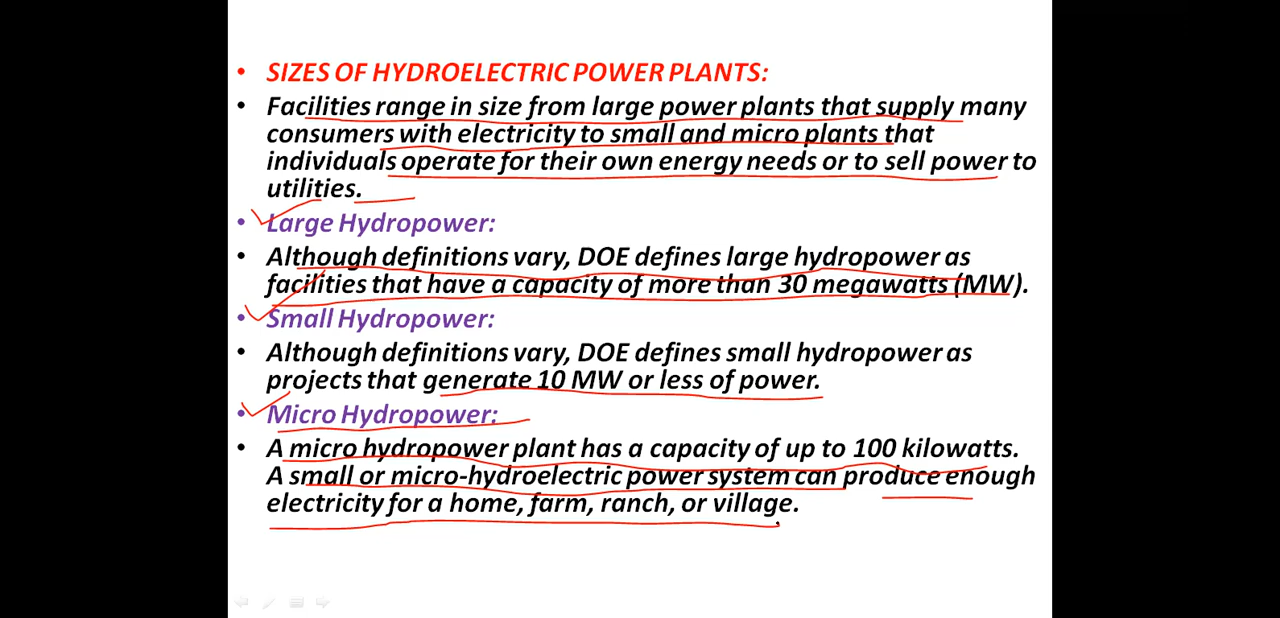 • SIZES OF HYDROELECTRIC POWER PLANTS:
• Facilities range in size from large power plants that supply many
consumers with electricity to small and micro plants that
individuals operate for their own energy needs or to sell power to
utilities.
• Large Hydropower:
• Although definitions vary, DOE defines large hydropower as
facilities that have a capacity of more than 30 megawatts (MW).
• Small Hydropower:
• Although definitions vary, DOE defines small hydropower as
projects that generate 10 MW or less of power.
• Micro Hydropower:
• A micro hydropower plant has a capacity of up to 100 kilowatts.
A small or micro-hydroelectric power system can produce enough
electricity for a home, farm, ranch, or village.